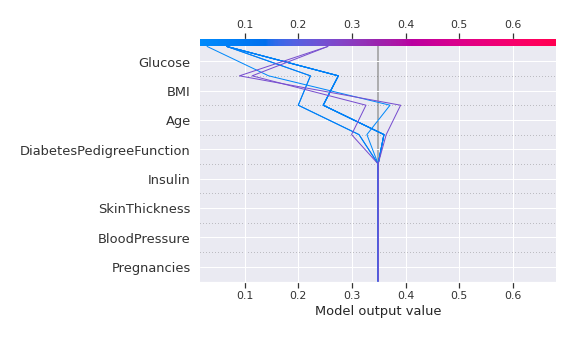 0.1 0.2 0.3 0.4 0.5 0.6
Glucose
BMI
Age
DiabetesPedigreeFunction
Insulin
SkinThickness
BloodPressure
Pregnancies
0.1 0.2 0.3 0.4 0.5 0.6
Model output value